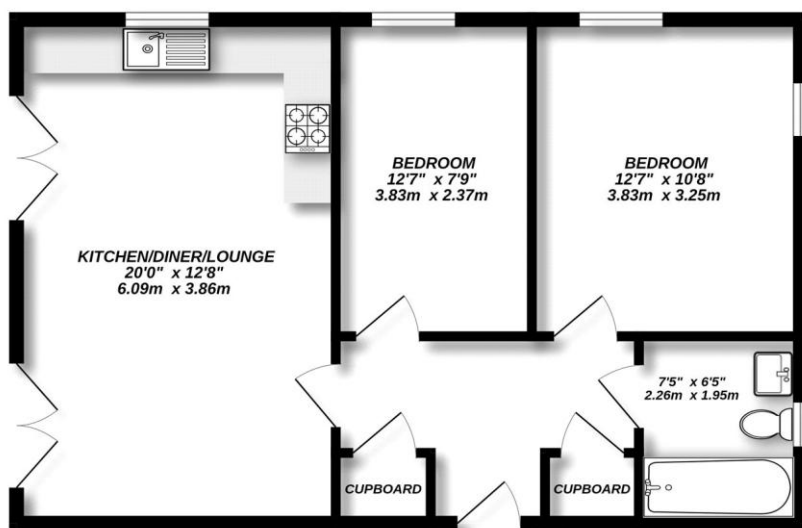 BEDROOM
12'7" x 7'9"
3.83m x 2.37m
BEDROOM
12'7" x 10'8"
3.83m x 3.25m
KITCHEN/DINER/LOUNGE
20'0" x 12'8"
6.09m x 3.86m
7'5" x 6'5"
2.26m x 1.95m
CUPBOARD
CUPBOARD